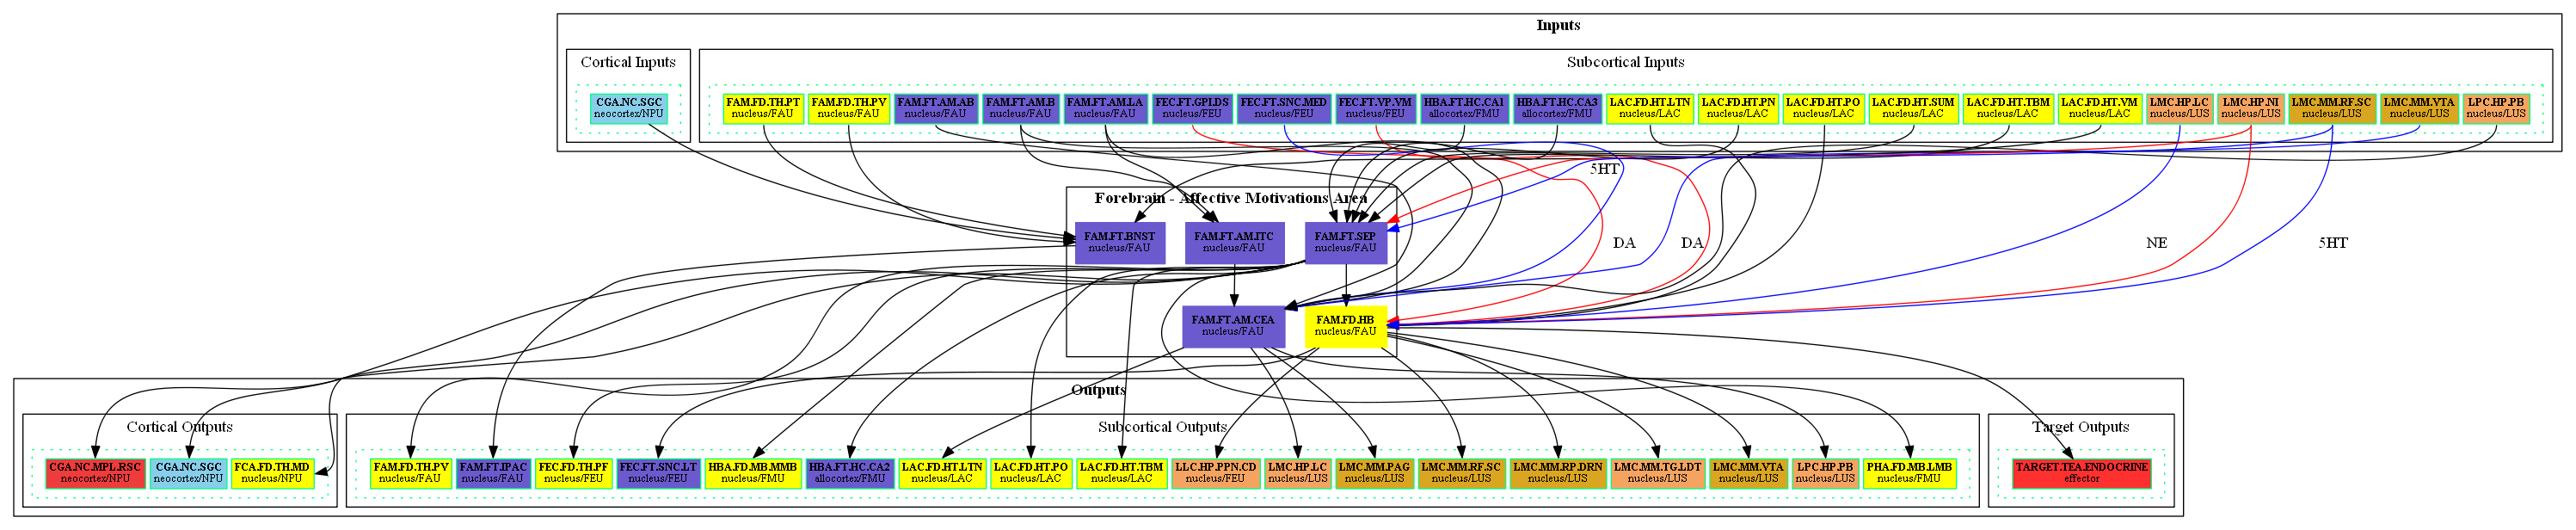 Inputs
Cortical Inputs
Subcortical Inputs
CGA.NC.SGC
neocortex/NPU
FAM.FD.TH.PT
nucleus/FAU
FAM.FD.TH.PV
nucleus/FAU
FAM.FT.AM.AB
nucleus/FAU
FAM.FT.AM.B
nucleus/FAU
FAM.FT.AM.LA
nucleus/FAU
FEC.FT.GPI.DS
nucleus/FEU
FEC.FT.SNC.MED
nucleus/FEU
FEC.FT.VP.VM
nucleus/FEU
HBA.FT.HC.CA1
allocortex/FMU
HBA.FT.HC.CA3
allocortex/FMU
LAC.FD.HT.LTN
nucleus/LAC
LAC.FD.HT.PN
nucleus/LAC
LAC.FD.HT.PO
nucleus/LAC
LAC.FD.HT.SUM
nucleus/LAC
LAC.FD.HT.TBM
nucleus/LAC
LAC.FD.HT.VM
nucleus/LAC
LMC.HP.LC
nucleus/LUS
LMC.HP.NI
nucleus/LUS
LMC.MM.RF.SC
nucleus/LUS
LMC.MM.VTA
nucleus/LUS
LPC.HP.PB
nucleus/LUS
5HT
Forebrain - Affective Motivations Area
FAM.FT.BNST
nucleus/FAU
FAM.FT.AM.ITC
nucleus/FAU
FAM.FT.SEP
nucleus/FAU
DA
DA
NE
5HT
FAM.FT.AM.CEA
nucleus/FAU
FAM.FD.HB
nucleus/FAU
Outputs
Cortical Outputs
Subcortical Outputs
Target Outputs
CGA.NC.MPL.RSC
neocortex/NPU
CGA.NC.SGC
neocortex/NPU
FCA.FD.TH.MD
nucleus/NPU
FAM.FD.TH.PV
nucleus/FAU
FAM.FT.IPAC
nucleus/FAU
FEC.FD.TH.PF
nucleus/FEU
FEC.FT.SNC.LT
nucleus/FEU
HBA.FD.MB.MMB
nucleus/FMU
HBA.FT.HC.CA2
allocortex/FMU
LAC.FD.HT.LTN
nucleus/LAC
LAC.FD.HT.PO
nucleus/LAC
LAC.FD.HT.TBM
nucleus/LAC
LLC.HP.PPN.CD
nucleus/FEU
LMC.HP.LC
nucleus/LUS
LMC.MM.PAG
nucleus/LUS
LMC.MM.RF.SC
nucleus/LUS
LMC.MM.RP.DRN
nucleus/LUS
LMC.MM.TG.LDT
nucleus/LUS
LMC.MM.VTA
nucleus/LUS
LPC.HP.PB
nucleus/LUS
PHA.FD.MB.LMB
nucleus/FMU
TARGET.TEA.ENDOCRINE
effector